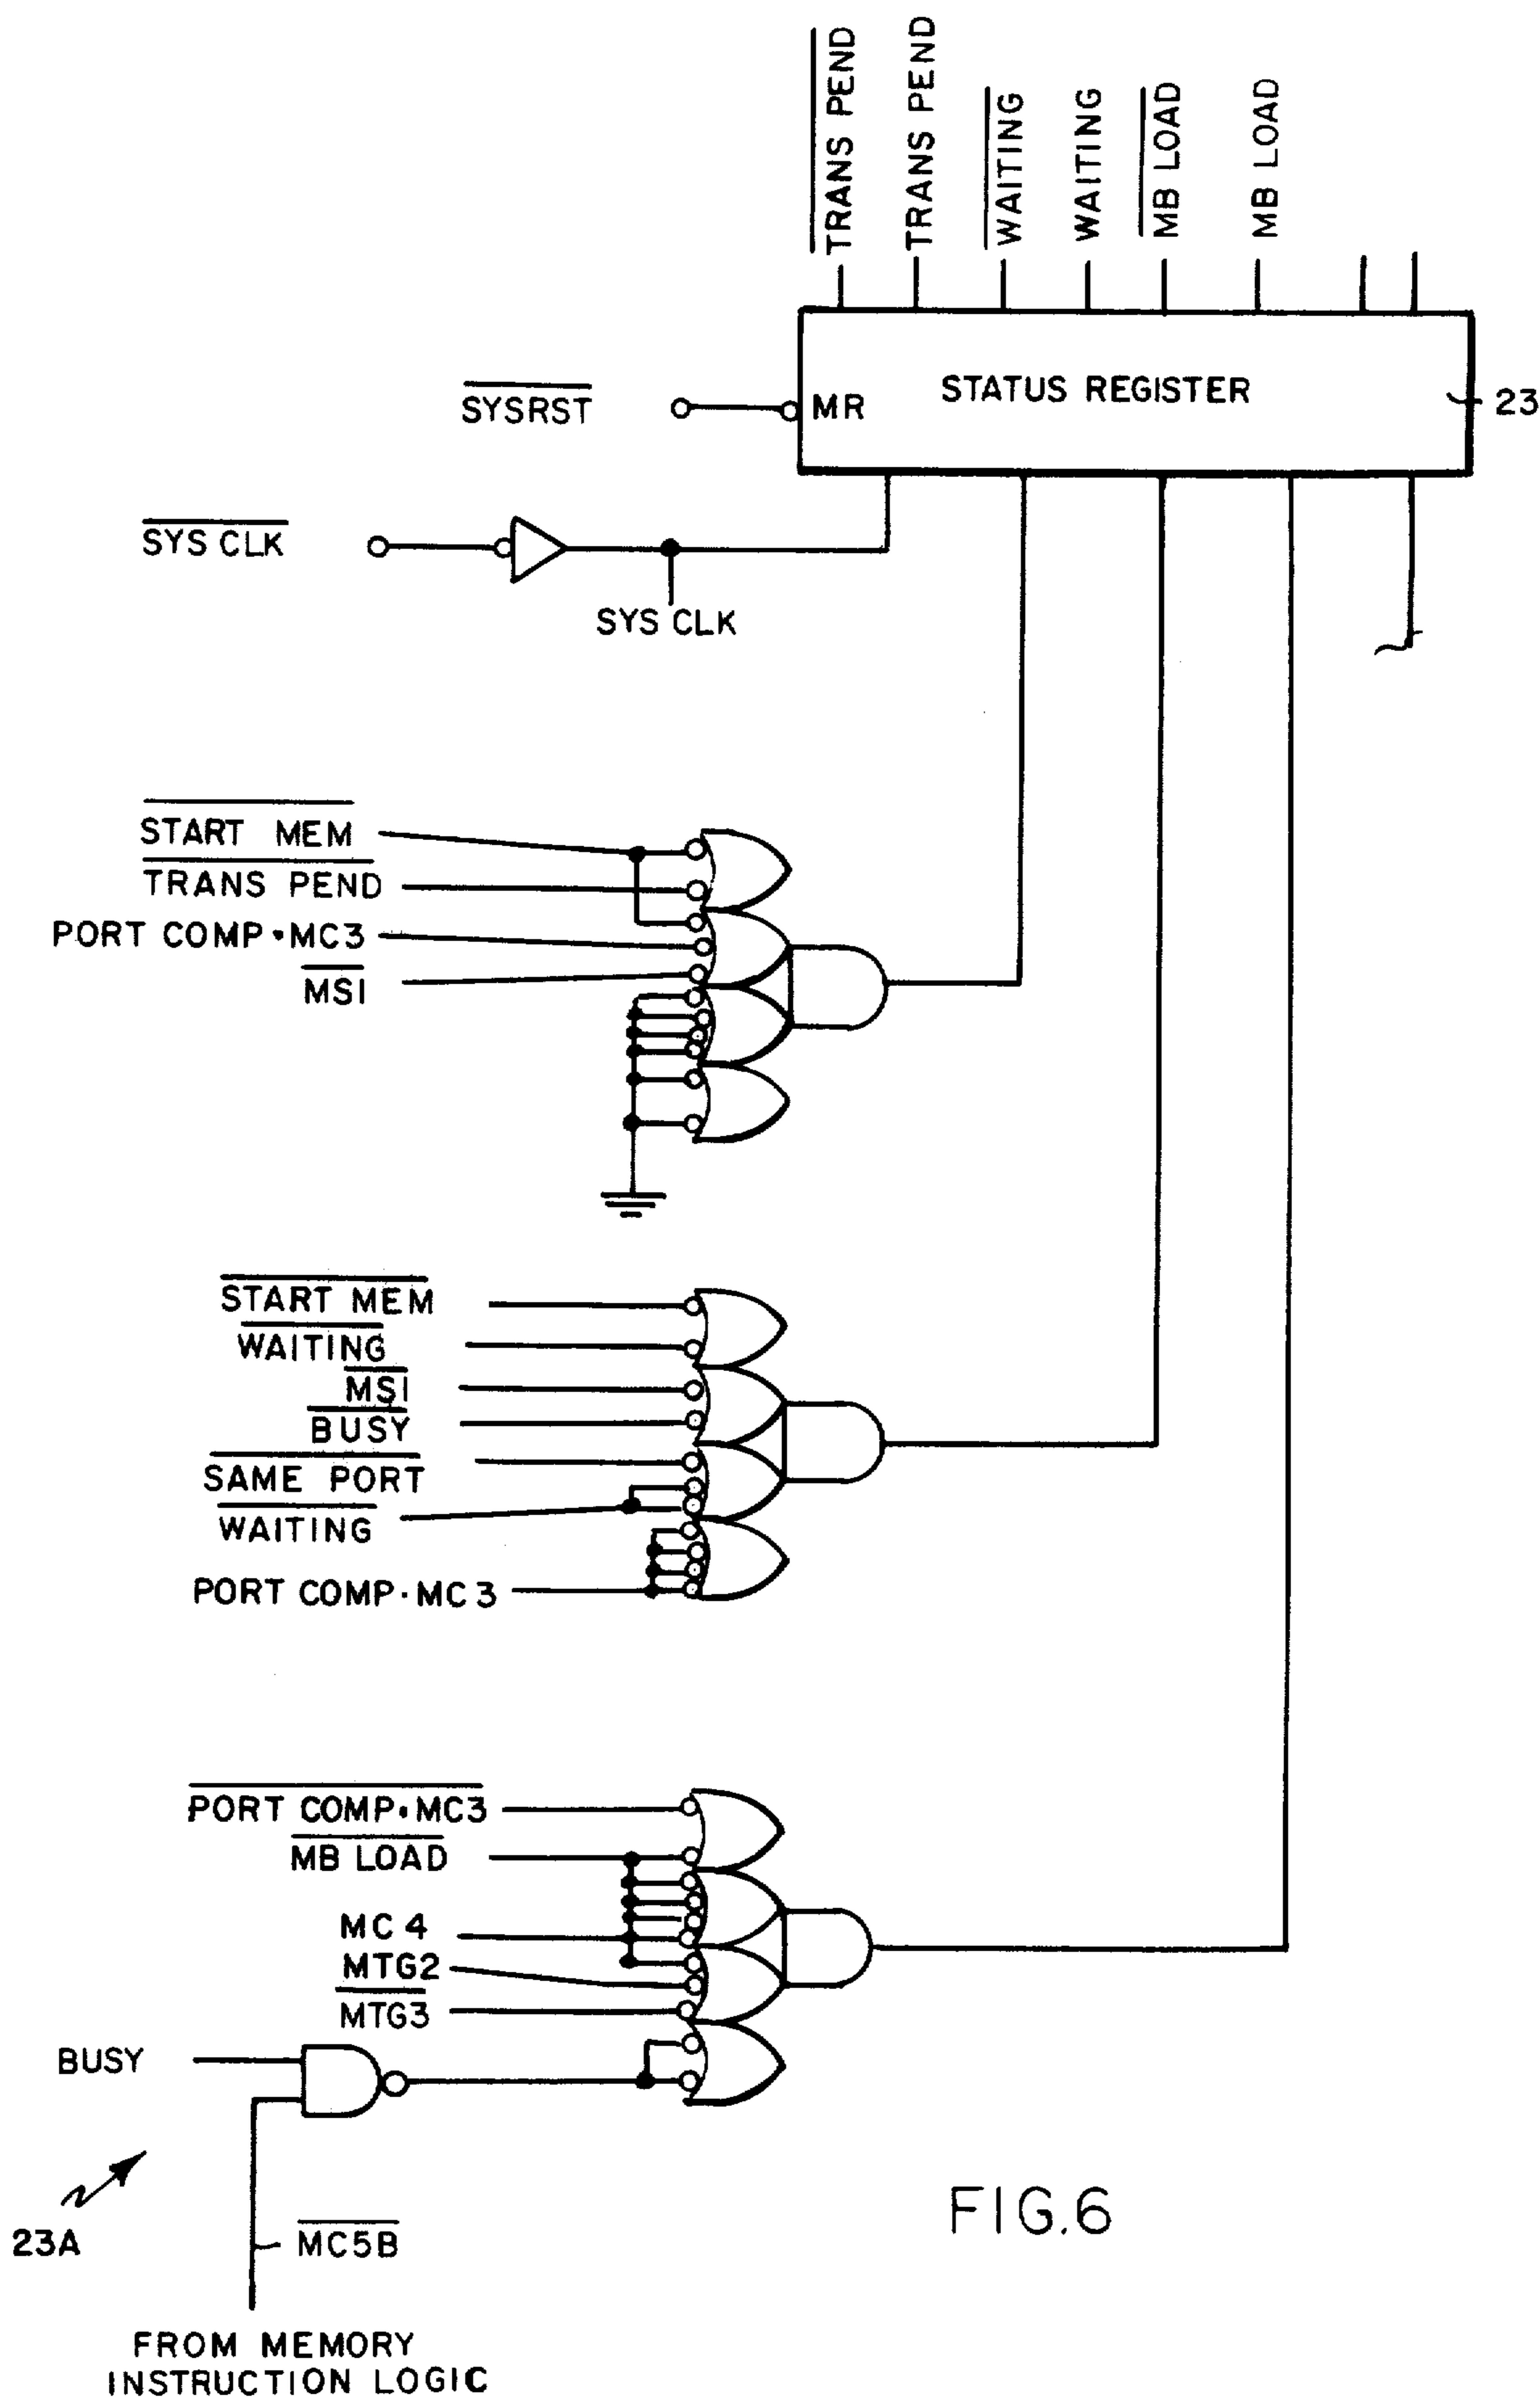 TRANS PEND
TRANS PEND
WAITING
WAITING
MB LOAD
MB LOAD
SYSRST
MR
STATUS REGISTER
23
SYS CLK
SYS CLK
START MEM
TRANS PEND
PORT COMP•MC3
MSI
START MEM
WAITING
MSI
BUSY
SAME PORT
WAITING
PORT COMP·MC3
PORT COMP•MC3
MB LOAD
MC4
MTG2
MTG3
BUSY
23A
MC5B
FIG.6
FROM MEMORY
INSTRUCTION LOGIC